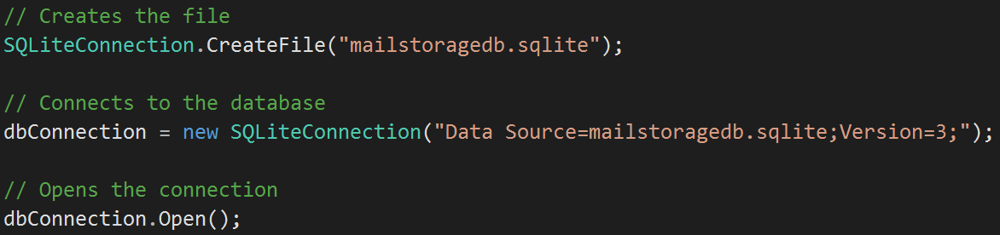 // Creates the file
SQLiteConnection.CreateFile("mailstoragedb.sqlite");
// Connects to the database
dbConnection = new SQLiteConnection("Data Source=mailstoragedb.sqlite;Version=3;");
// Opens the connection
dbConnection.Open();